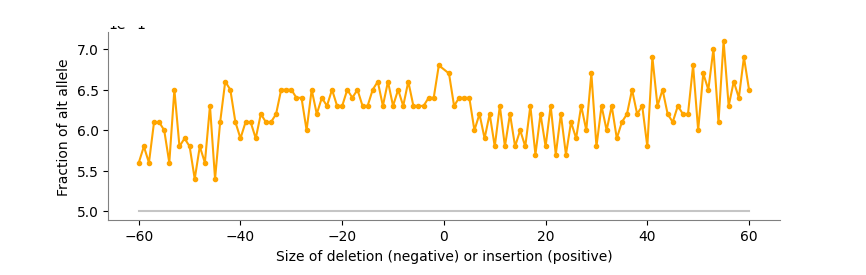 7.0
6.5
6.0
5.5
5.0
Fraction of alt allele
−60 −40 −20 0 20 40 60
Size of deletion (negative) or insertion (positive)